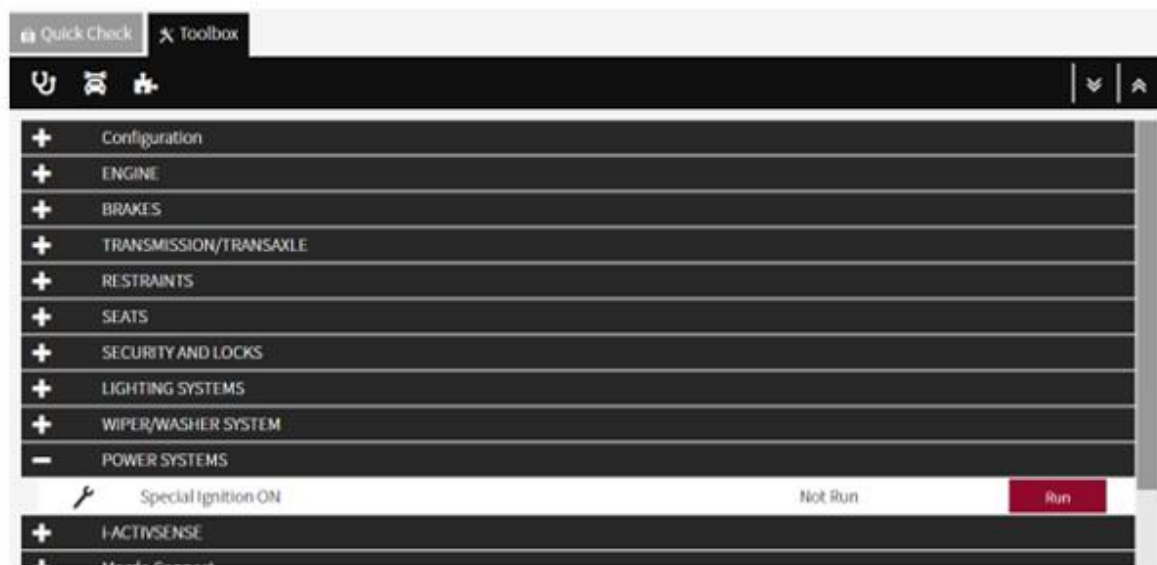 Quick Check
Toolbox
Configuration
ENGINE
BRAKES
TRANSMISSION/TRANSAXLE
RESTRAINTS
SEATS
SECURITY AND LOCKS
LIGHTING SYSTEMS
WIPER/WASHER SYSTEM
POWER SYSTEMS
Special Ignition ON Not Run Run
i-ACTIVSENSE